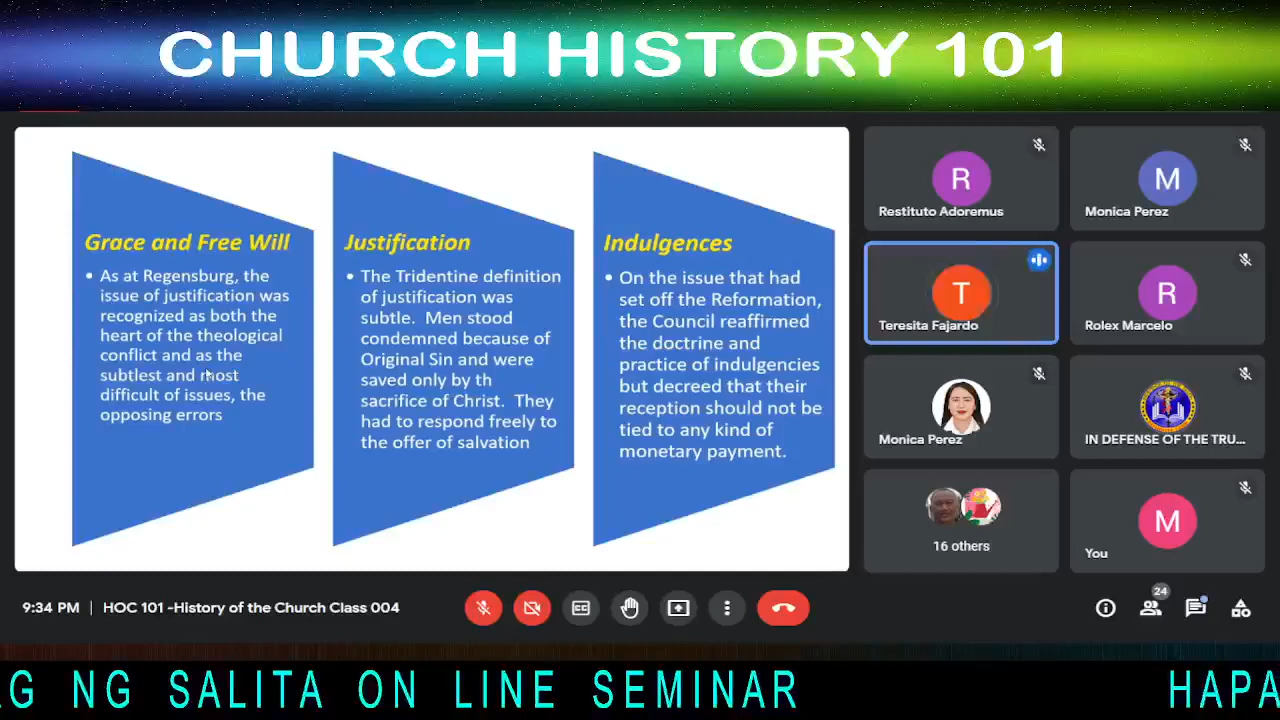 CHURCH HISTORY 101
Grace and Free Will
• As at Regensburg, the
issue of justification was
recognized as both the
heart of the theological
conflict and as the
subtlest and most
difficult of issues, the
opposing errors
Justification
• The Tridentine definition
of justification was
subtle. Men stood
condemned because of
Original Sin and were
saved only by th
sacrifice of Christ. They
had to respond freely to
the offer of salvation
Indulgences
• On the issue that had
set off the Reformation,
the Council reaffirmed
the doctrine and
practice of indulgencies
but decreed that their
reception should not be
tied to any kind of
monetary payment.
R
Restituto Adoremus
M
Monica Perez
T
Teresita Fajardo
R
Rolex Marcelo
Monica Perez
IN DEFENSE OF THE TRU...
16 others
M
You
9:34 PM | HOC 101 -History of the Church Class 004
CC
24
G NG SALITA ON LINE SEMINAR HAPA